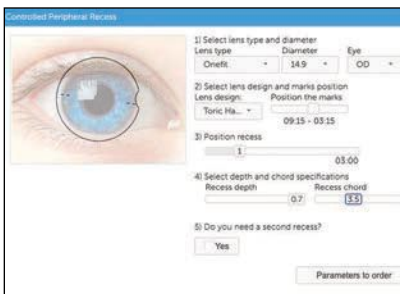 Controlled Peripheral Recess
1) Select lens type and diameter
Lens type Diameter Eye
Onefit 14.9 OD
2) Select lens design and marks position
Lens design: Position the marks
Toric Ha...
09:15 - 03:15
3) Position recess
1
03:00
4) Select depth and chord specifications
Recess depth Recess chord
0.7 3.5
5) Do you need a second recess?
Yes
Parameters to order